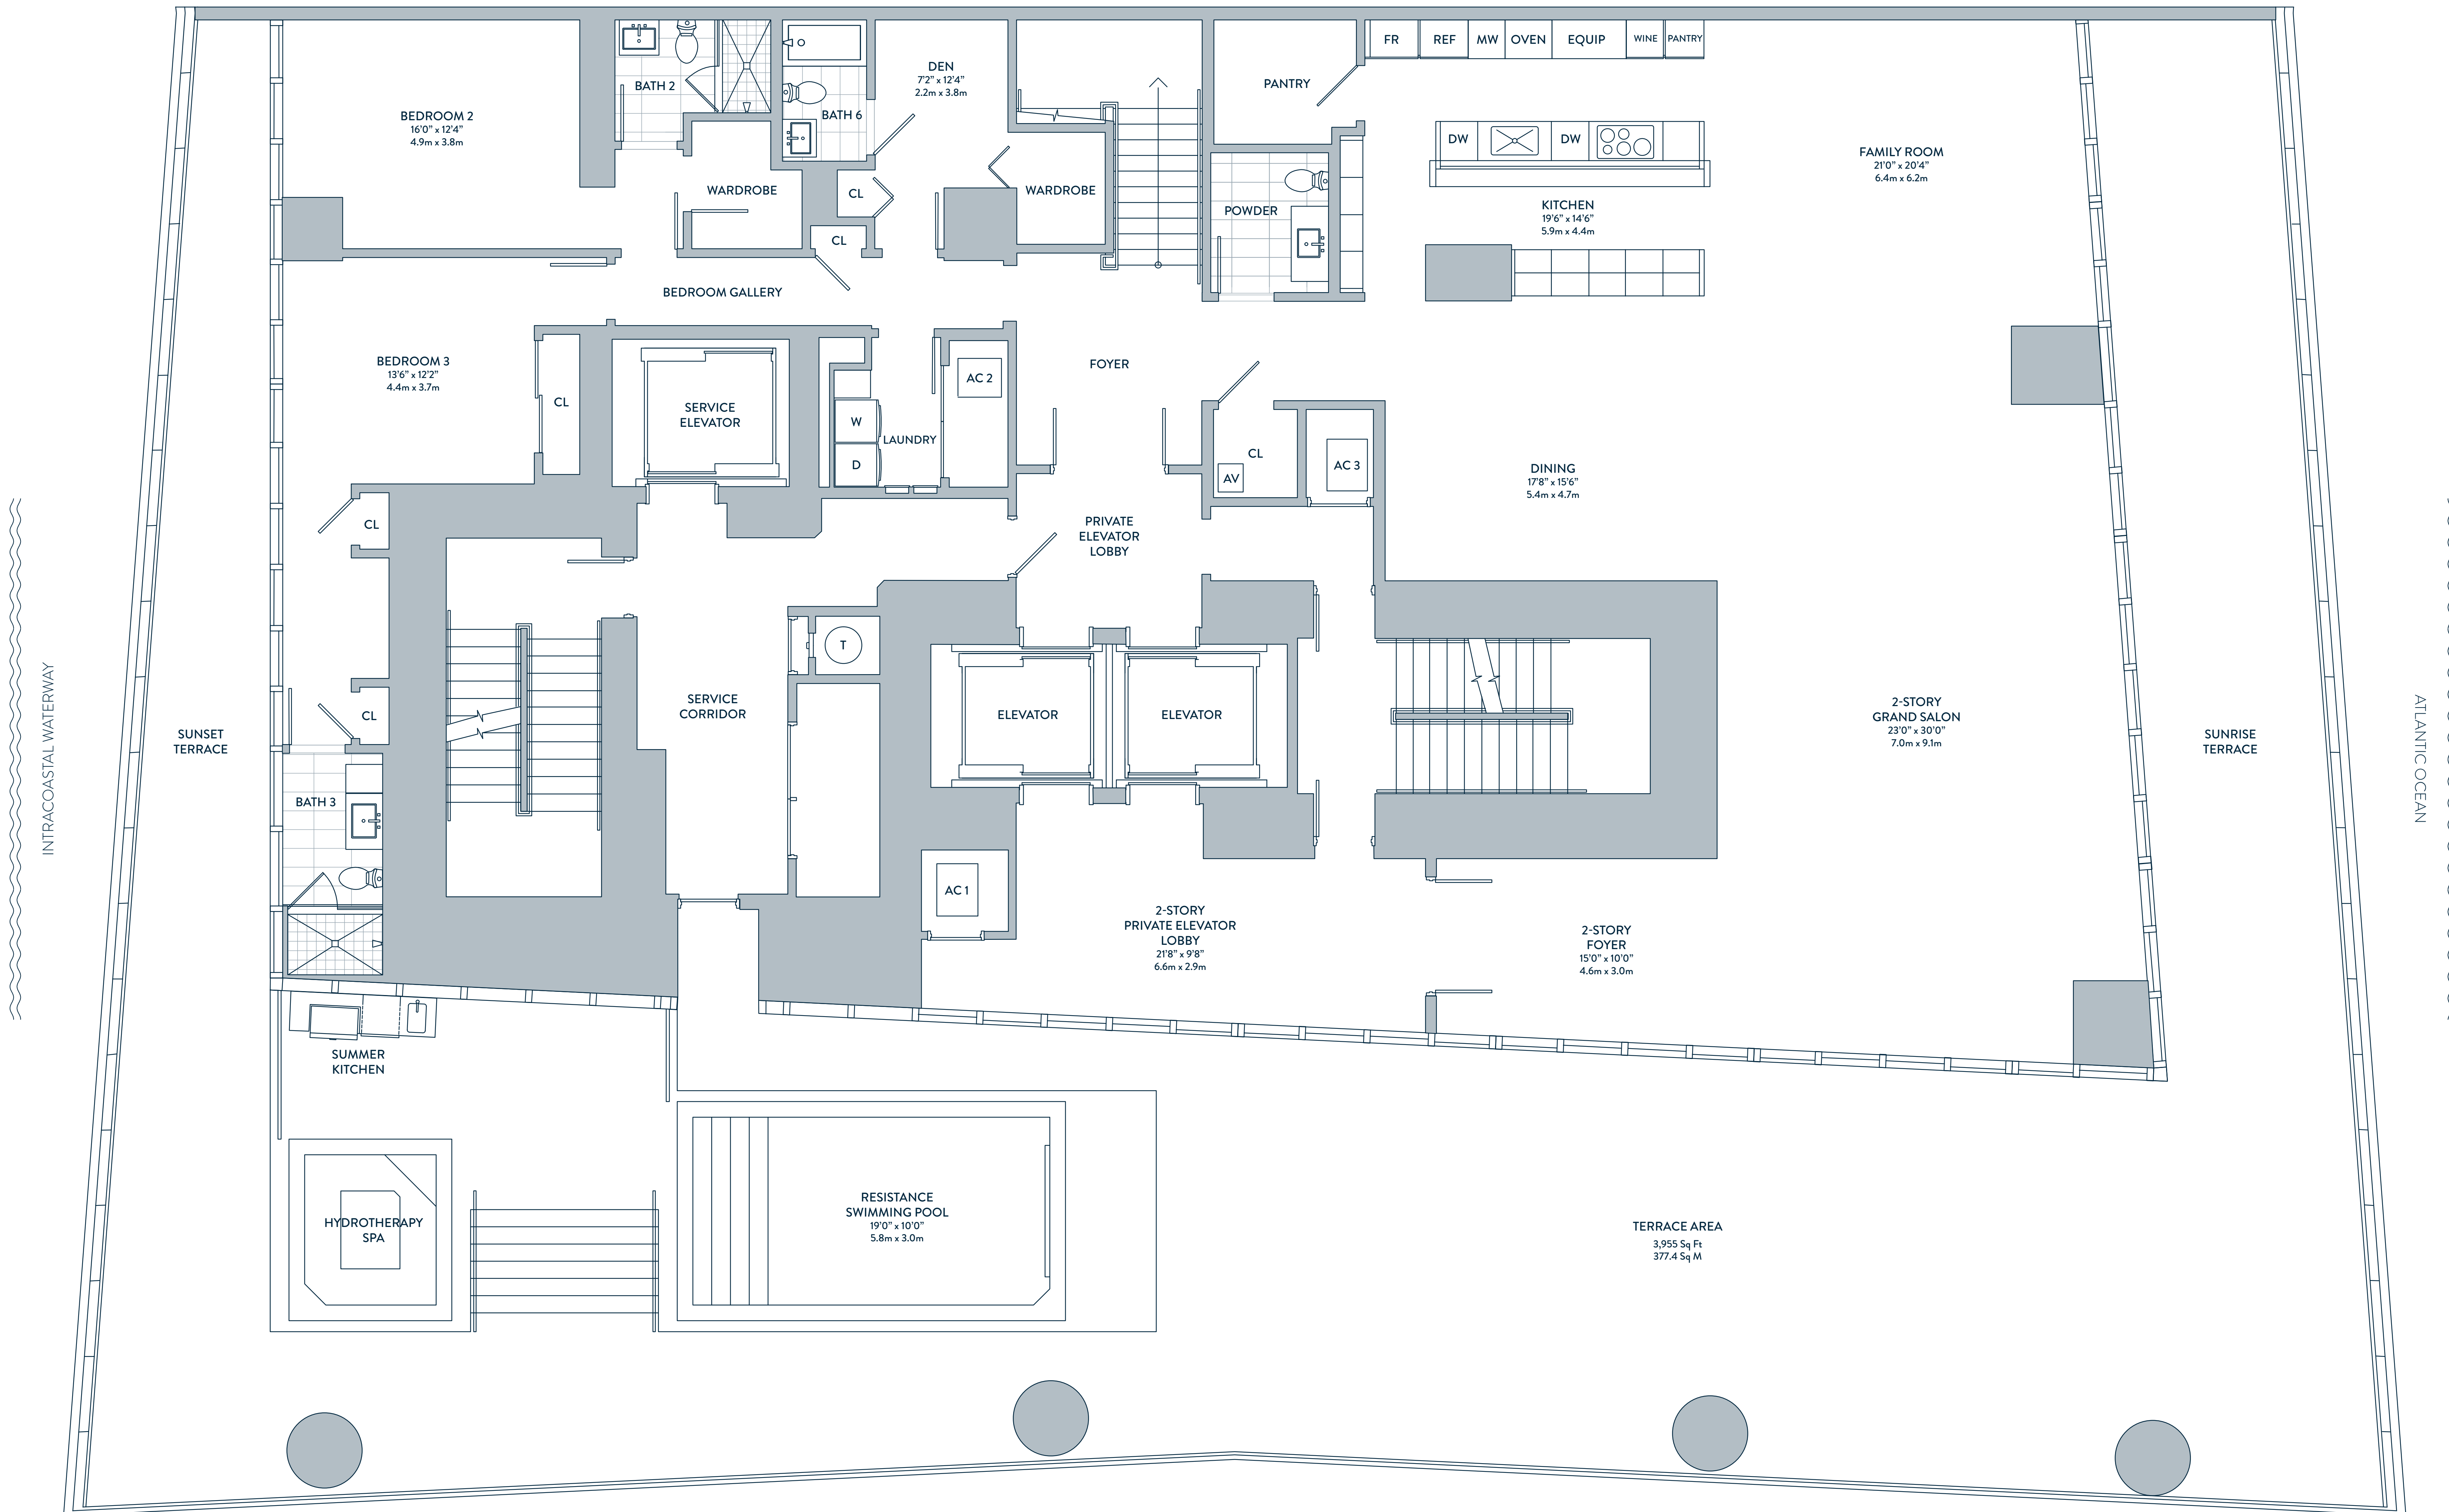 FR
REF
MW
OVEN
EQUIP
WINE
PANTRY
BATH 2
DEN
7'2" x 12'4"
2.2m x 3.8m
PANTRY
BEDROOM 2
16'0" x 12'4"
4.9m x 3.8m
BATH 6
DW
DW
FAMILY ROOM
21'0" x 20'4"
6.4m x 6.2m
WARDROBE
CL
WARDROBE
POWDER
KITCHEN
19'6" x 14'6"
5.9m x 4.4m
CL
BEDROOM GALLERY
BEDROOM 3
13'6" x 12'2"
4.4m x 3.7m
FOYER
AC 2
CL
SERVICE
ELEVATOR
W
LAUNDRY
D
CL
AV
AC 3
DINING
17'8" x 15'6"
5.4m x 4.7m
CL
PRIVATE
ELEVATOR
LOBBY
T
SERVICE
CORRIDOR
ELEVATOR
ELEVATOR
2-STORY
GRAND SALON
23'0" x 30'0"
7.0m x 9.1m
CL
INTRACOASTAL WATERWAY
SUNSET
TERRACE
SUNRISE
TERRACE
ATLANTIC OCEAN
BATH 3
AC 1
2-STORY
PRIVATE ELEVATOR
LOBBY
21'8" x 9'8"
6.6m x 2.9m
2-STORY
FOYER
15'0" x 10'0"
4.6m x 3.0m
SUMMER
KITCHEN
HYDROTHERAPY
SPA
RESISTANCE
SWIMMING POOL
19'0" x 10'0"
5.8m x 3.0m
TERRACE AREA
3,955 Sq Ft
377.4 Sq M